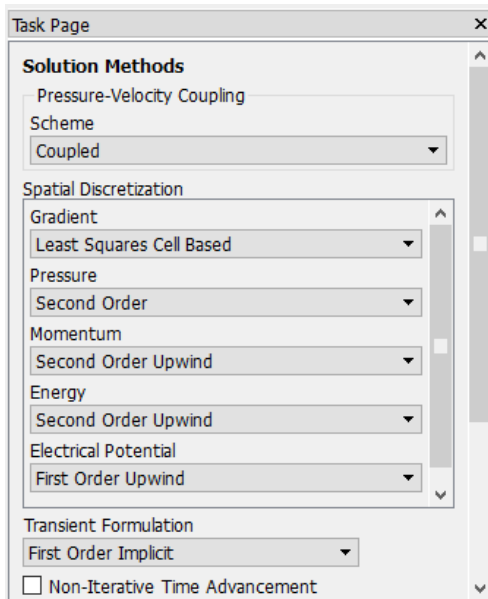 Task Page
Solution Methods
Pressure-Velocity Coupling
Scheme
Coupled
Spatial Discretization
Gradient
Least Squares Cell Based
Pressure
Second Order
Momentum
Second Order Upwind
Energy
Second Order Upwind
Electrical Potential
First Order Upwind
Transient Formulation
First Order Implicit
Non-Iterative Time Advancement